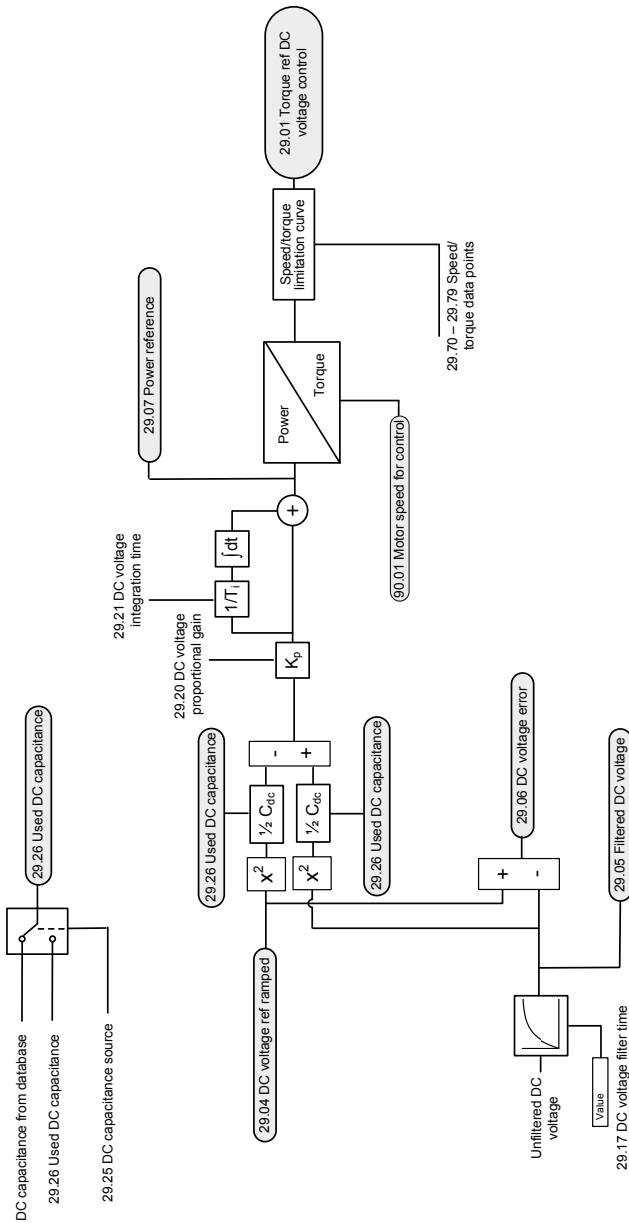 DC capacitance from database
29.26 Used DC capacitance
29.25 DC capacitance source
29.26 Used DC capacitance
29.04 DC voltage ref ramped
29.26 Used DC capacitance
x²
½ Cdc
-
x²
½ Cdc
+
29.26 Used DC capacitance
29.20 DC voltage
proportional gain
Kp
29.21 DC voltage
integration time
1/Ti
∫dt
+
29.07 Power reference
Power
Torque
90.01 Motor speed for control
Speed/torque
limitation curve
29.70 – 29.79 Speed/
torque data points
29.01 Torque ref DC
voltage control
Unfiltered DC
voltage
Value
29.17 DC voltage filter time
+
-
29.06 DC voltage error
29.05 Filtered DC voltage